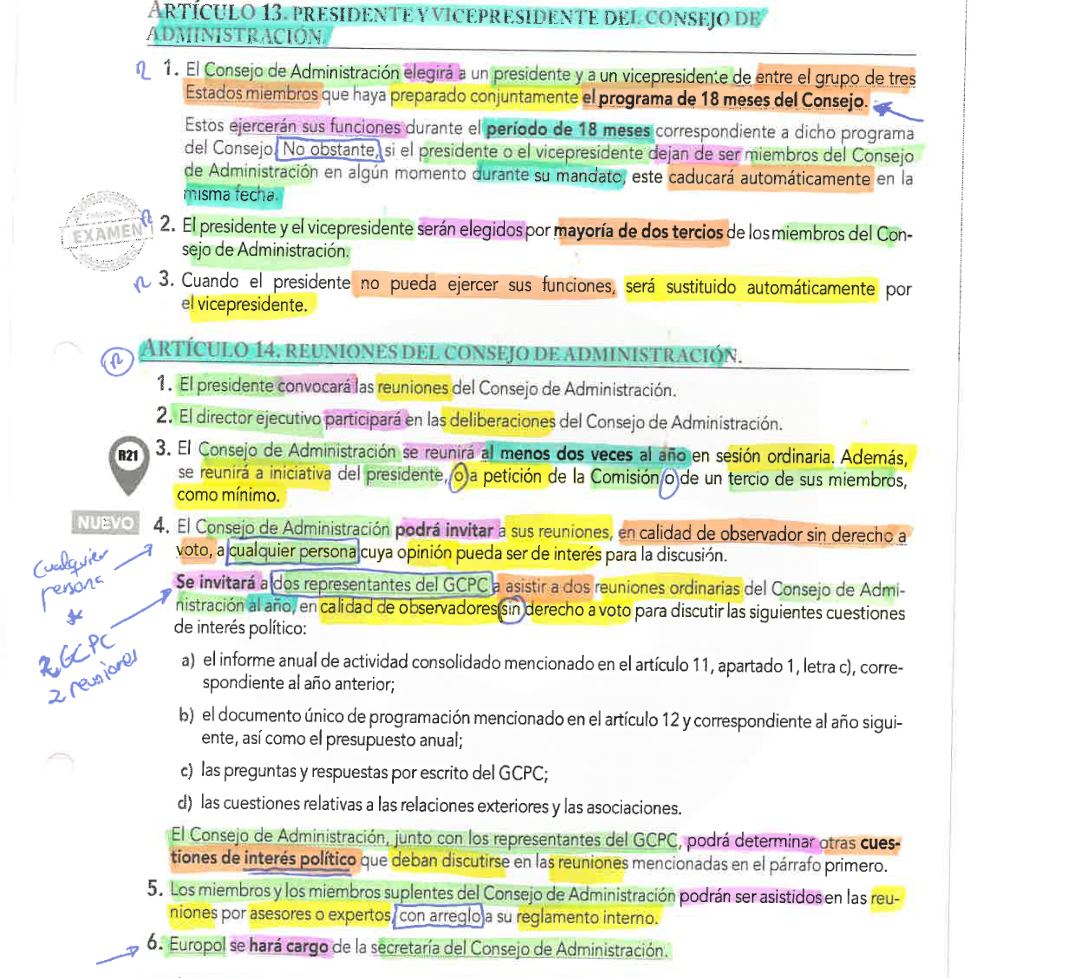 ARTÍCULO 13. PRESIDENTE Y VICEPRESIDENTE DEL CONSEJO DE
ADMINISTRACIÓN.
1. El Consejo de Administración elegirá a un presidente y a un vicepresidente de entre el grupo de tres
Estados miembros que haya preparado conjuntamente el programa de 18 meses del Consejo.
Estos ejercerán sus funciones durante el período de 18 meses correspondiente a dicho programa
del Consejo. No obstante, si el presidente o el vicepresidente dejan de ser miembros del Consejo
de Administración en algún momento durante su mandato, este caducará automáticamente en la
misma fecha.
EXAMEN
2. El presidente y el vicepresidente serán elegidos por mayoría de dos tercios de los miembros del Con-
sejo de Administración.
3. Cuando el presidente no pueda ejercer sus funciones, será sustituido automáticamente por
el vicepresidente.
ARTÍCULO 14. REUNIONES DEL CONSEJO DE ADMINISTRACIÓN.
1. El presidente convocará las reuniones del Consejo de Administración.
2. El director ejecutivo participará en las deliberaciones del Consejo de Administración.
R21
3. El Consejo de Administración se reunirá al menos dos veces al año en sesión ordinaria. Además,
se reunirá a iniciativa del presidente, o a petición de la Comisión o de un tercio de sus miembros,
como mínimo.
NUEVO
4. El Consejo de Administración podrá invitar a sus reuniones, en calidad de observador sin derecho a
voto, a cualquier persona cuya opinión pueda ser de interés para la discusión.
Cualquier
persona
*
2 GCPC
2 reuniones
Se invitará a dos representantes del GCPC a asistir a dos reuniones ordinarias del Consejo de Admi-
nistración al año, en calidad de observadores sin derecho a voto para discutir las siguientes cuestiones
de interés político:
a) el informe anual de actividad consolidado mencionado en el artículo 11, apartado 1, letra c), corre-
spondiente al año anterior;
b) el documento único de programación mencionado en el artículo 12 y correspondiente al año sigui-
ente, así como el presupuesto anual;
c) las preguntas y respuestas por escrito del GCPC;
d) las cuestiones relativas a las relaciones exteriores y las asociaciones.
El Consejo de Administración, junto con los representantes del GCPC, podrá determinar otras cues-
tiones de interés político que deban discutirse en las reuniones mencionadas en el párrafo primero.
5. Los miembros y los miembros suplentes del Consejo de Administración podrán ser asistidos en las reu-
niones por asesores o expertos, con arreglo a su reglamento interno.
6. Europol se hará cargo de la secretaría del Consejo de Administración.